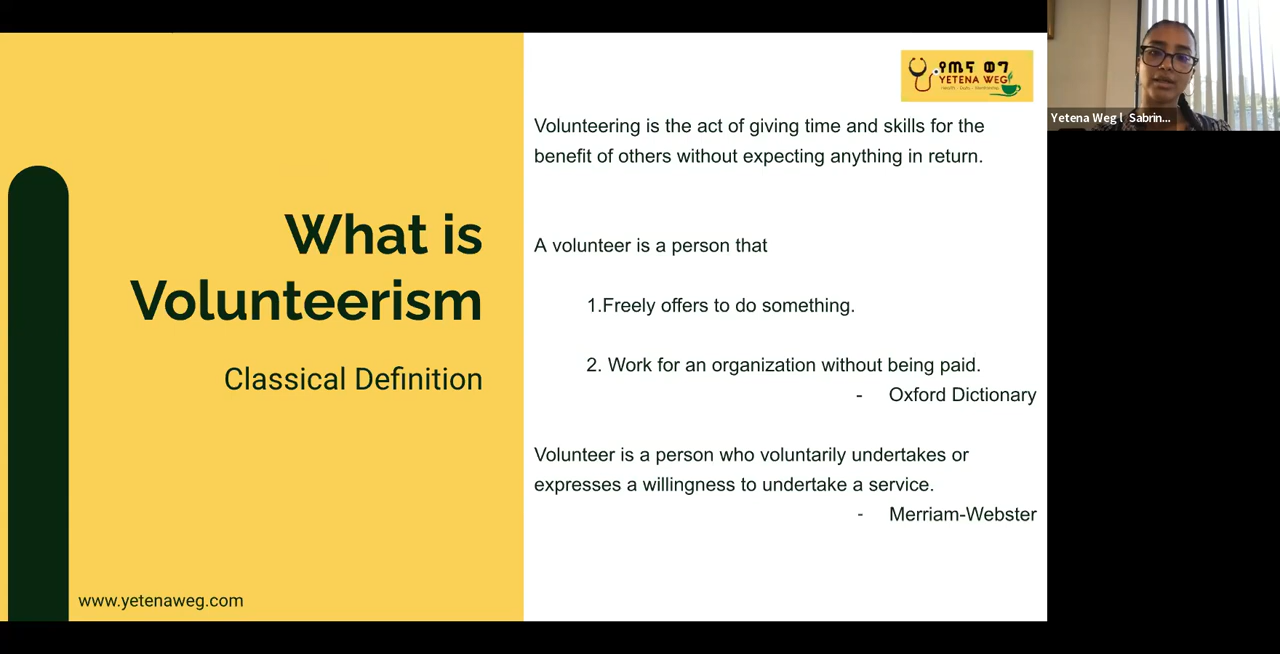 What is
Volunteerism
Classical Definition
www.yetenaweg.com
የጤና ወግ
YETENA WEG
Volunteering is the act of giving time and skills for the
benefit of others without expecting anything in return.
A volunteer is a person that
1.Freely offers to do something.
2. Work for an organization without being paid.
- Oxford Dictionary
Volunteer is a person who voluntarily undertakes or
expresses a willingness to undertake a service.
- Merriam-Webster
Yetena Weg l Sabrin...